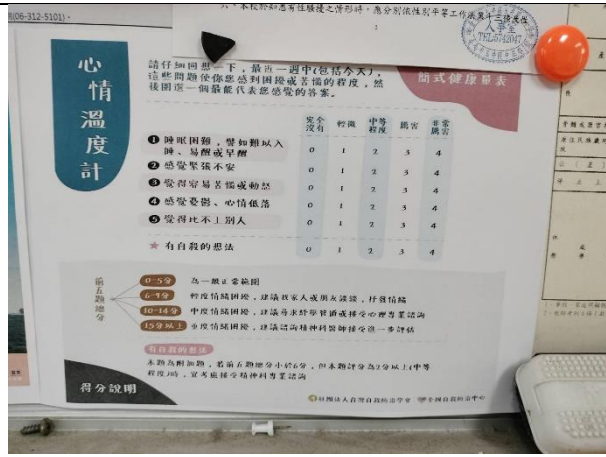 (06-312-5101)。
人事室
TEL:5742047
心情溫度計
簡式健康量表
請仔細回想一下，最近一週中(包括今天)，
這些問題使你您感到困擾或苦惱的程度，然
後圈選一個最能代表您感覺的答案。
完全沒有 輕微 中等程度 厲害 非常厲害
❶ 睡眠困難，譬如難以入睡、易醒或早醒 0 1 2 3 4
❷ 感覺緊張不安 0 1 2 3 4
❸ 覺得容易苦惱或動怒 0 1 2 3 4
❹ 感覺憂鬱、心情低落 0 1 2 3 4
❺ 覺得比不上別人 0 1 2 3 4
★ 有自殺的想法 0 1 2 3 4
前五題總分
0-5分 為一般正常範圍
6-9分 輕度情緒困擾，建議找家人或朋友談談，抒發情緒
10-14分 中度情緒困擾，建議尋求紓壓管道或接受心理專業諮詢
15分以上 重度情緒困擾，建議諮詢精神科醫師接受進一步評估
有自殺的想法
本題為附加題，若前五題總分小於6分，但本題評分為2分以上(中等
程度)時，宜考慮接受精神科專業諮詢
得分說明
社團法人台灣自殺防治學會 全國自殺防治中心